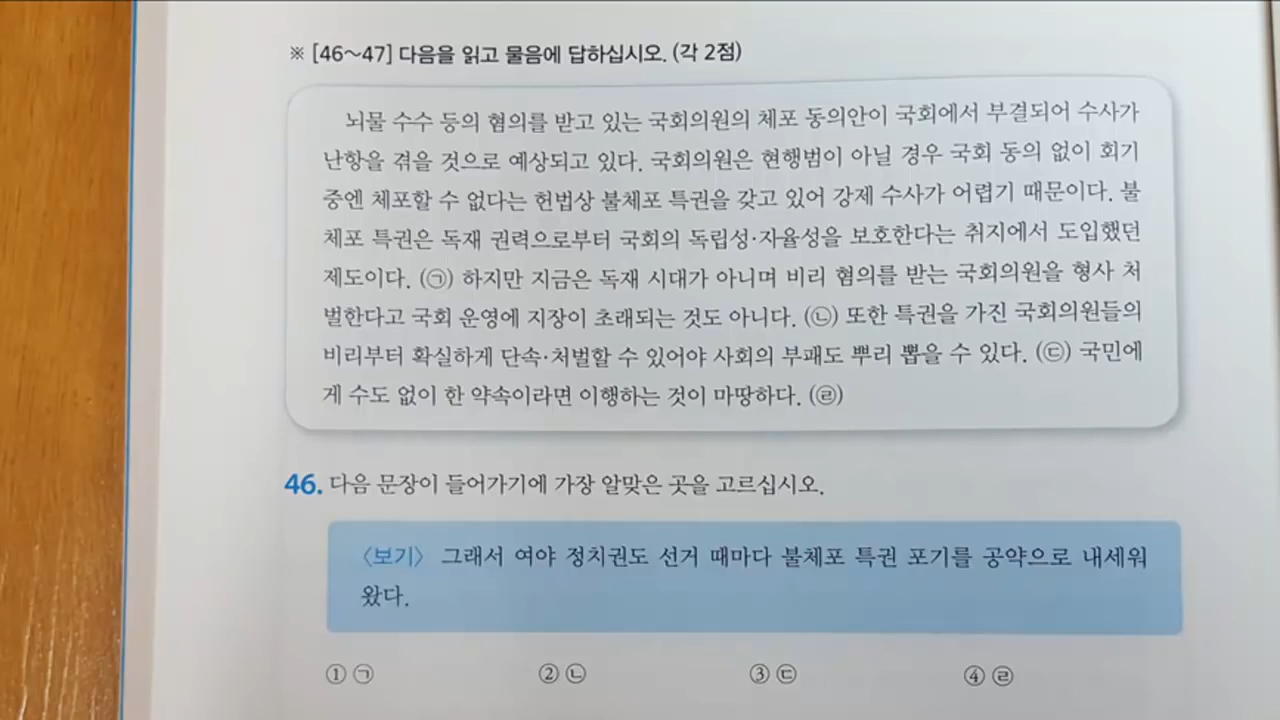 ※ [46~47] 다음을 읽고 물음에 답하십시오. (각 2점)
뇌물 수수 등의 혐의를 받고 있는 국회의원의 체포 동의안이 국회에서 부결되어 수사가
난항을 겪을 것으로 예상되고 있다. 국회의원은 현행범이 아닐 경우 국회 동의 없이 회기
중엔 체포할 수 없다는 헌법상 불체포 특권을 갖고 있어 강제 수사가 어렵기 때문이다. 불
체포 특권은 독재 권력으로부터 국회의 독립성·자율성을 보호한다는 취지에서 도입했던
제도이다. (㉠) 하지만 지금은 독재 시대가 아니며 비리 혐의를 받는 국회의원을 형사 처
벌한다고 국회 운영에 지장이 초래되는 것도 아니다. (㉡) 또한 특권을 가진 국회의원들의
비리부터 확실하게 단속·처벌할 수 있어야 사회의 부패도 뿌리 뽑을 수 있다. (㉢) 국민에
게 수도 없이 한 약속이라면 이행하는 것이 마땅하다. (㉣)
46. 다음 문장이 들어가기에 가장 알맞은 곳을 고르십시오.
〈보기〉 그래서 여야 정치권도 선거 때마다 불체포 특권 포기를 공약으로 내세워
왔다.
① ㉠ ② ㉡ ③ ㉢ ④ ㉣